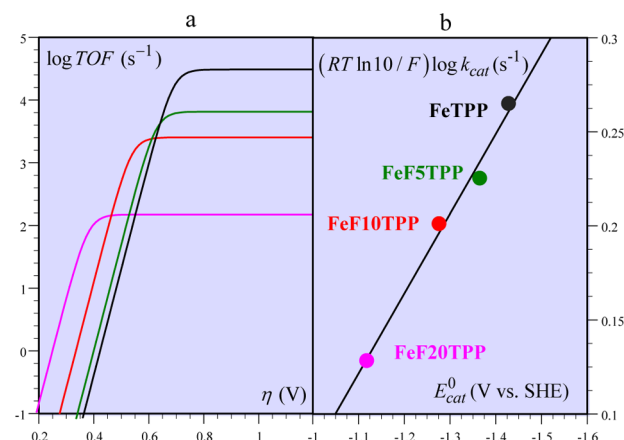 a
b
5
4
3
2
1
0
-1
log TOF (s⁻¹)
η (V)
0.2
0.4
0.6
0.8
1
(RT ln10 / F) log k_cat (s⁻¹)
FeTPP
FeF5TPP
FeF10TPP
FeF20TPP
E⁰_cat (V vs. SHE)
0.3
0.25
0.2
0.15
0.1
-1
-1.1
-1.2
-1.3
-1.4
-1.5
-1.6